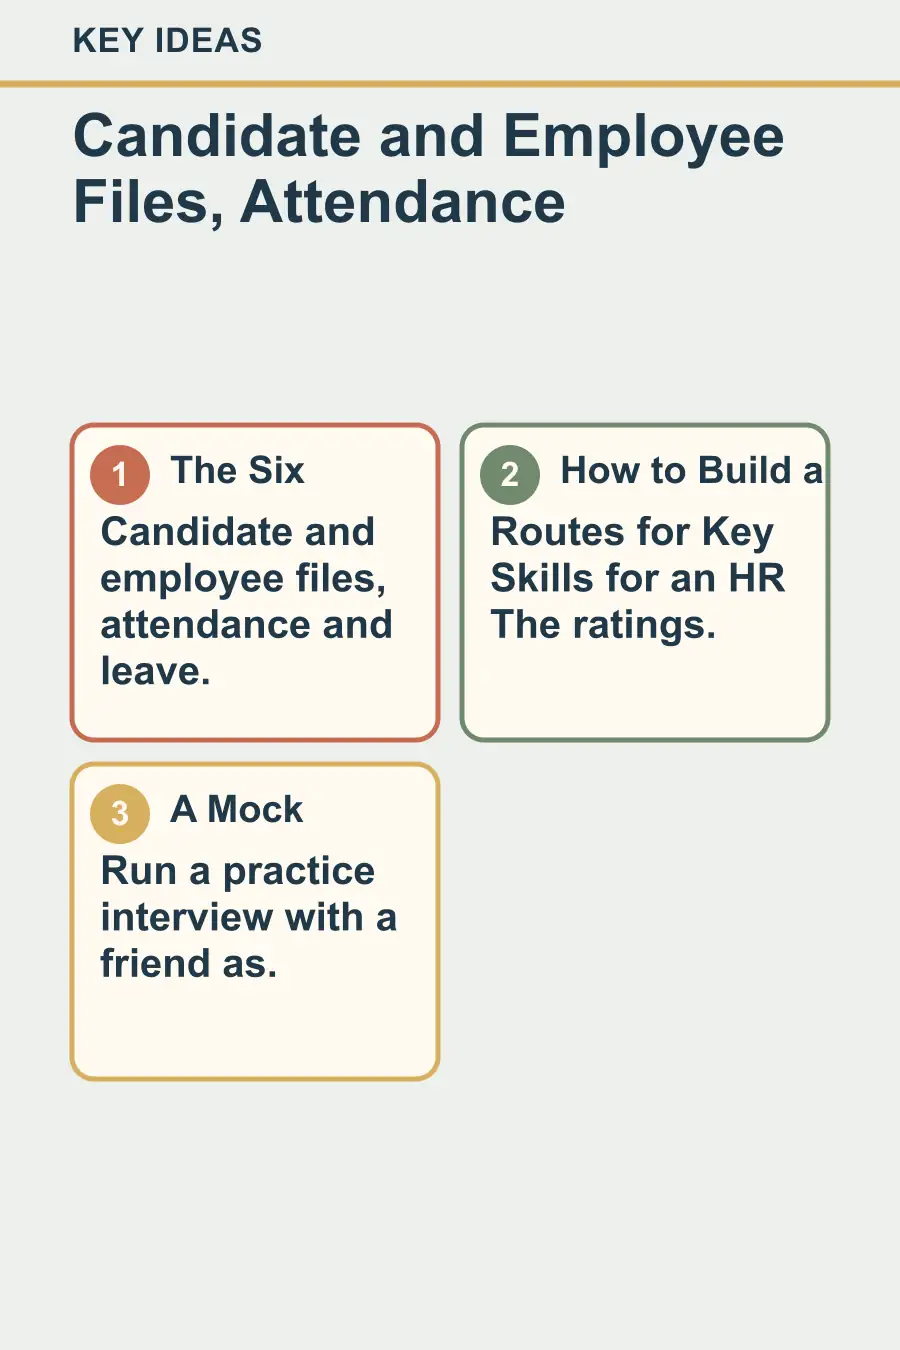 KEY IDEAS
Candidate and Employee
Files, Attendance
1 The Six
Candidate and
employee files,
attendance and
leave.
2 How to Build a
Routes for Key
Skills for an HR
The ratings.
3 A Mock
Run a practice
interview with a
friend as.